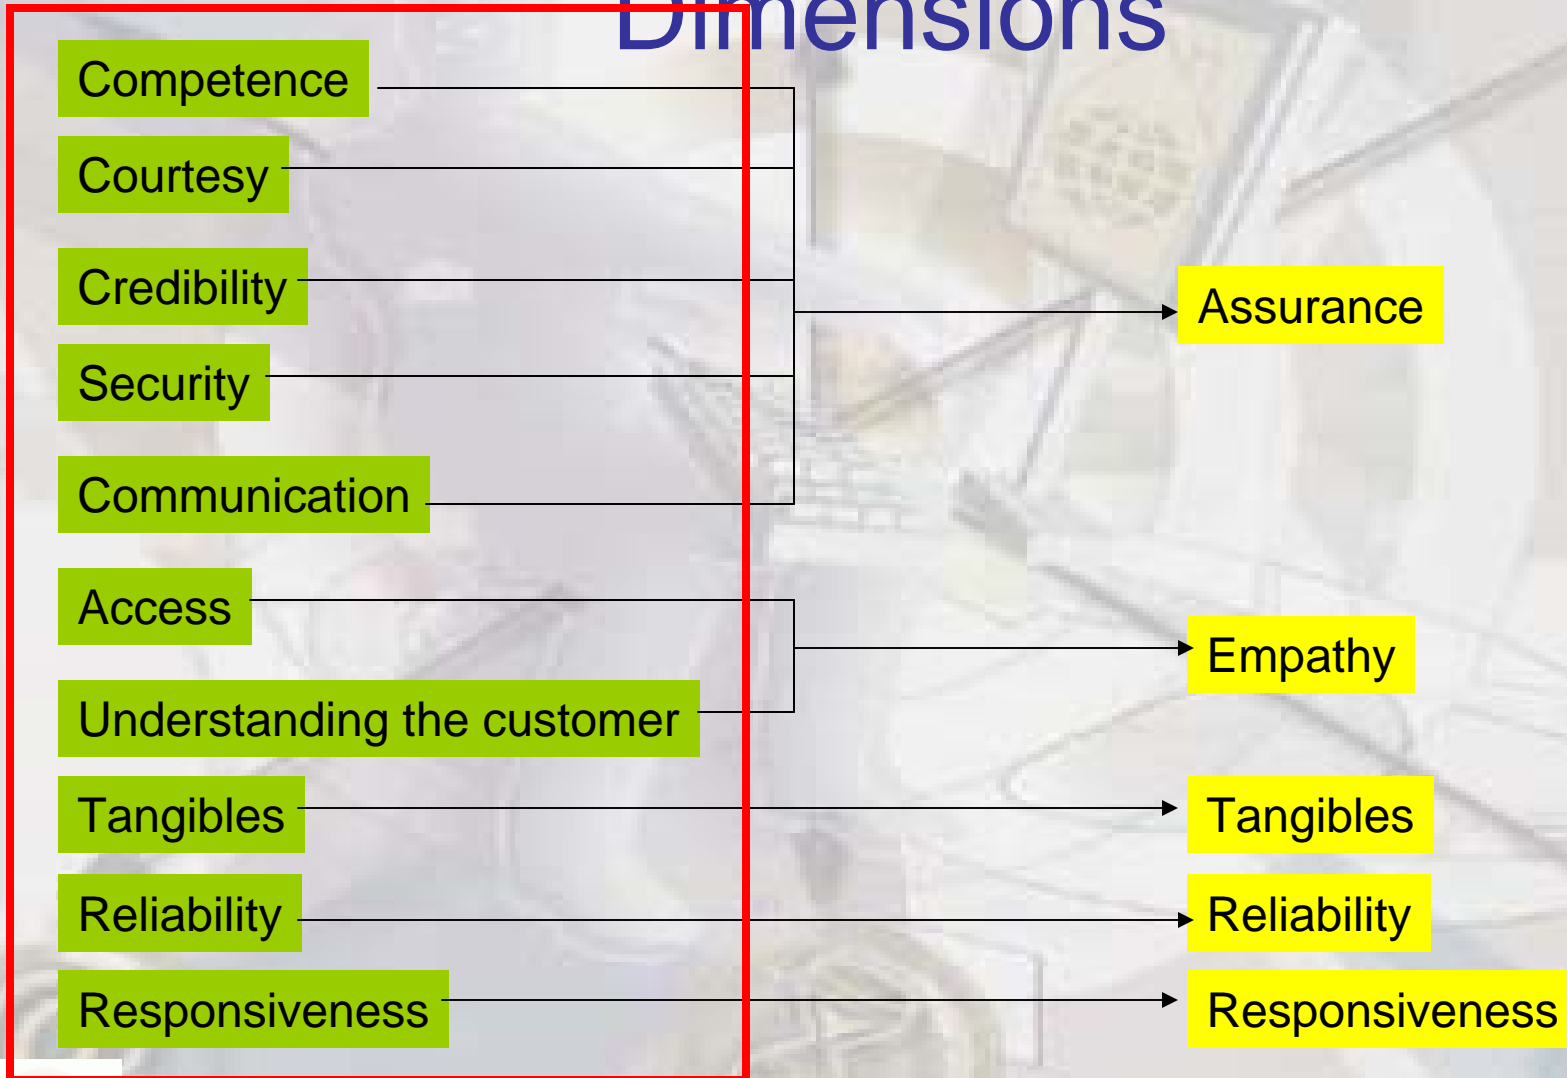 Dimensions
Competence
Courtesy
Credibility
Security
Communication
Access
Understanding the customer
Tangibles
Reliability
Responsiveness
Assurance
Empathy
Tangibles
Reliability
Responsiveness